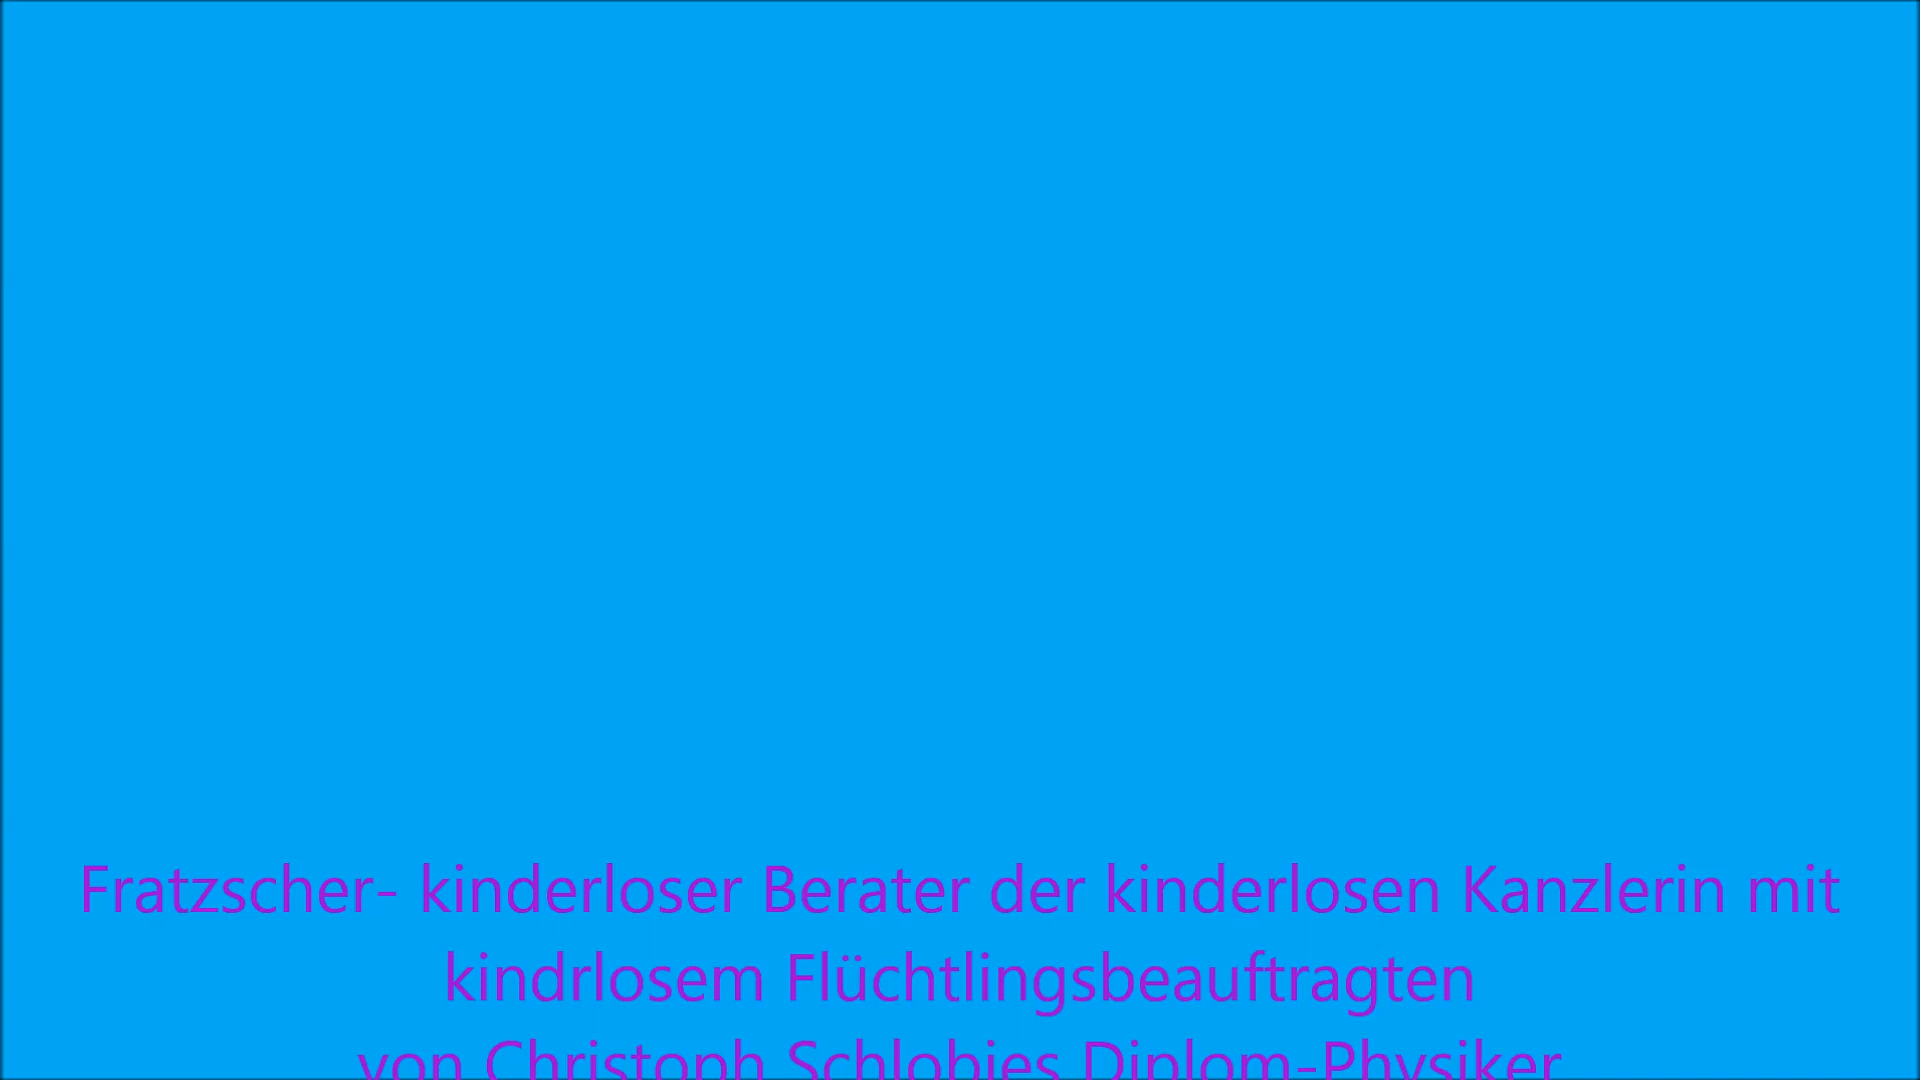 Fratzscher- kinderloser Berater der kinderlosen Kanzlerin mit
kindrlosem Flüchtlingsbeauftragten
von Christoph Schlobies Diplom-Physiker